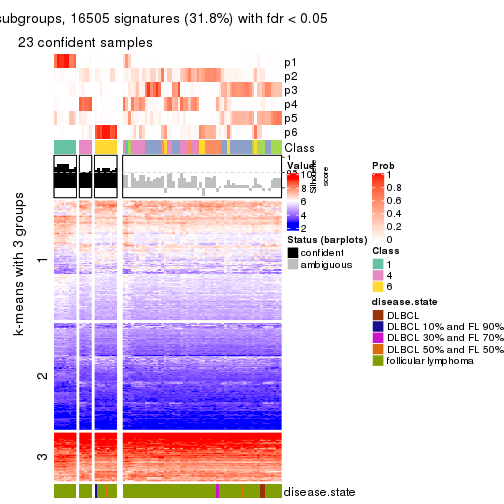 subgroups, 16505 signatures (31.8%) with fdr < 0.05
23 confident samples
p1
p2
p3
p4
p5
p6
Class
k-means with 3 groups
1
2
3
disease.state
1
Silhouette
score
Value
10
8
6
4
2
Status (barplots)
confident
ambiguous
Prob
1
0.8
0.6
0.4
0.2
0
Class
1
4
6
disease.state
DLBCL
DLBCL 10% and FL 90%
DLBCL 30% and FL 70%
DLBCL 50% and FL 50%
follicular lymphoma